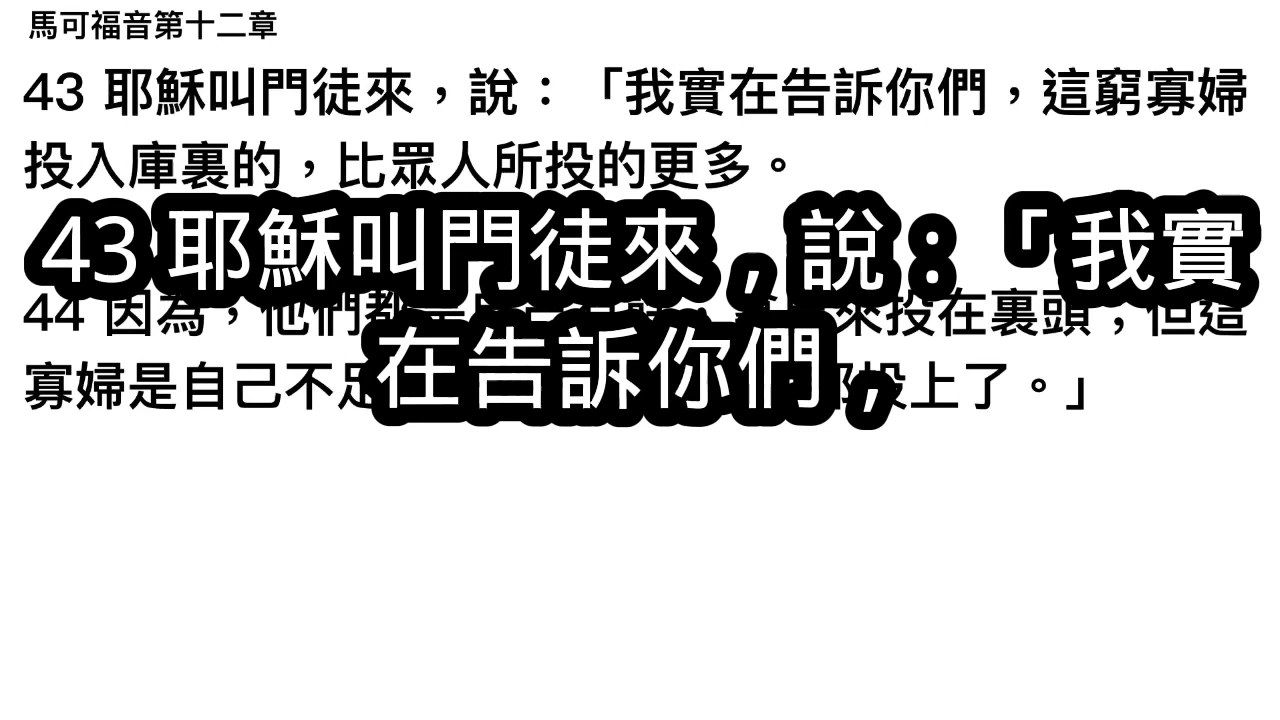 馬可福音第十二章
43 耶穌叫門徒來，說：「我實在告訴你們，這窮寡婦
投入庫裏的，比眾人所投的更多。
43 耶穌叫門徒來，說：「我實
在告訴你們，
44 因為，他們都是來投在裏頭；但這
寡婦是自己不足投上了。」